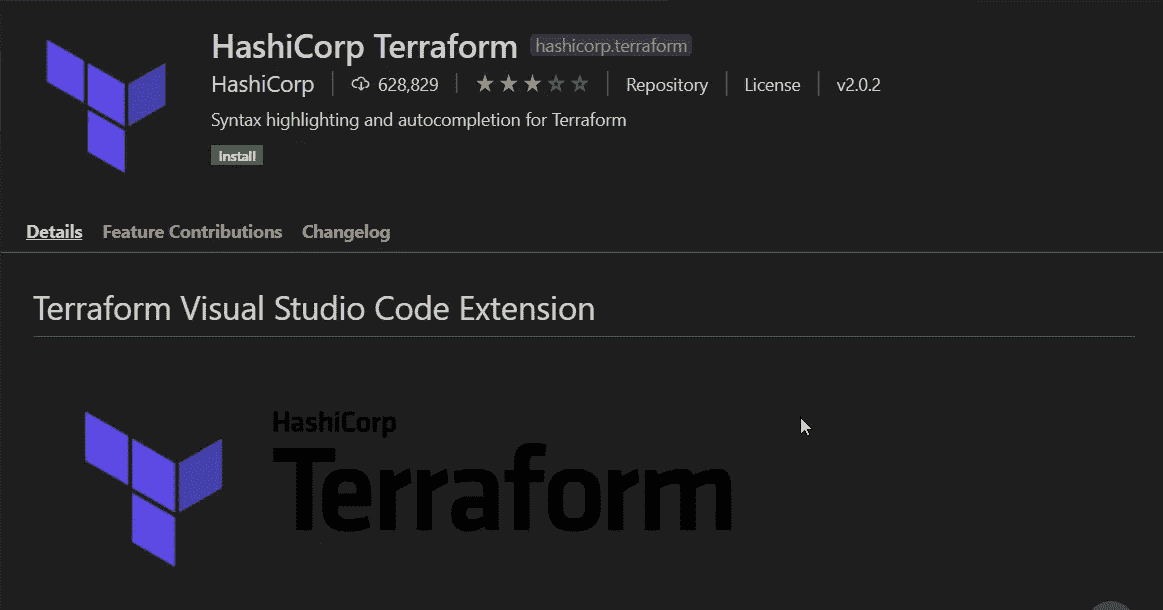 HashiCorp Terraform hashicorp.terraform
HashiCorp 628,829 Repository License v2.0.2
Syntax highlighting and autocompletion for Terraform
Install
Details Feature Contributions Changelog
Terraform Visual Studio Code Extension
HashiCorp
Terraform